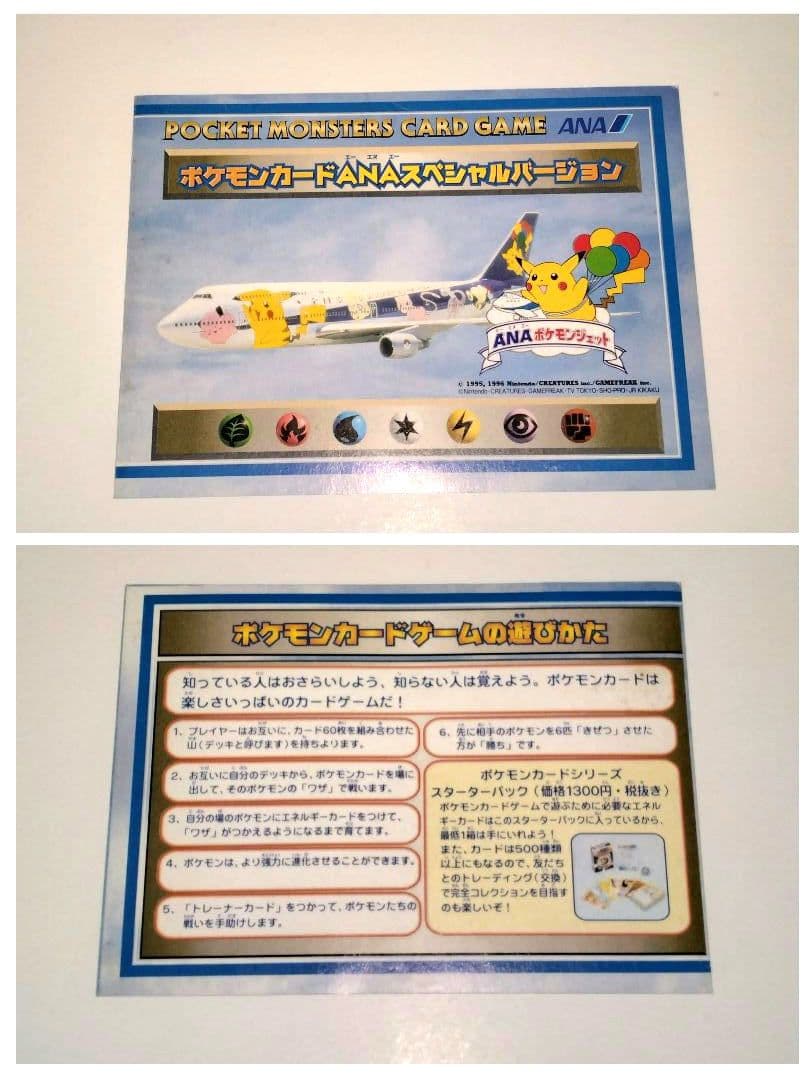 POCKET MONSTERS CARD GAME ANA
エー エヌ エー
ポケモンカードANAスペシャルバージョン
ANAポケモンジェット
© 1995, 1996 Nintendo/CREATURES inc./GAMEFREAK inc.
©Nintendo・CREATURES・GAMEFREAK・TV TOKYO・SHO-PRO・JR KIKAKU
ポケモンカードゲームの遊びかた
知っている人はおさらいしよう、知らない人は覚えよう。ポケモンカードは
楽しさいっぱいのカードゲームだ！
1、プレイヤーはお互いに、カード60枚を組み合わせた
山（デッキと呼びます）を持ちよります。
2、お互いに自分のデッキから、ポケモンカードを場に
出して、そのポケモンの「ワザ」で戦います。
3、自分の場のポケモンにエネルギーカードをつけて、
「ワザ」がつかえるようになるまで育てます。
4、ポケモンは、より強力に進化させることができます。
5、「トレーナーカード」をつかって、ポケモンたちの
戦いを手助けします。
6、先に相手のポケモンを6匹「きぜつ」させた
方が「勝ち」です。
ポケモンカードシリーズ
スターターパック（価格1300円・税抜き）
ポケモンカードゲームで遊ぶために必要なエネル
ギーカードはこのスターターパックに入っているから、
最低1箱は手にいれよう！
また、カードは500種類
以上にもなるので、友だち
とのトレーディング（交換）
で完全コレクションを目指す
のも楽しいぞ！